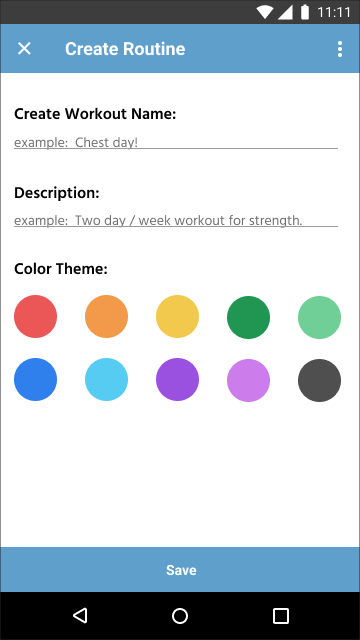 11:11
Create Routine
Create Workout Name:
example:  Chest day!
Description:
example:  Two day / week workout for strength.
Color Theme:
Save